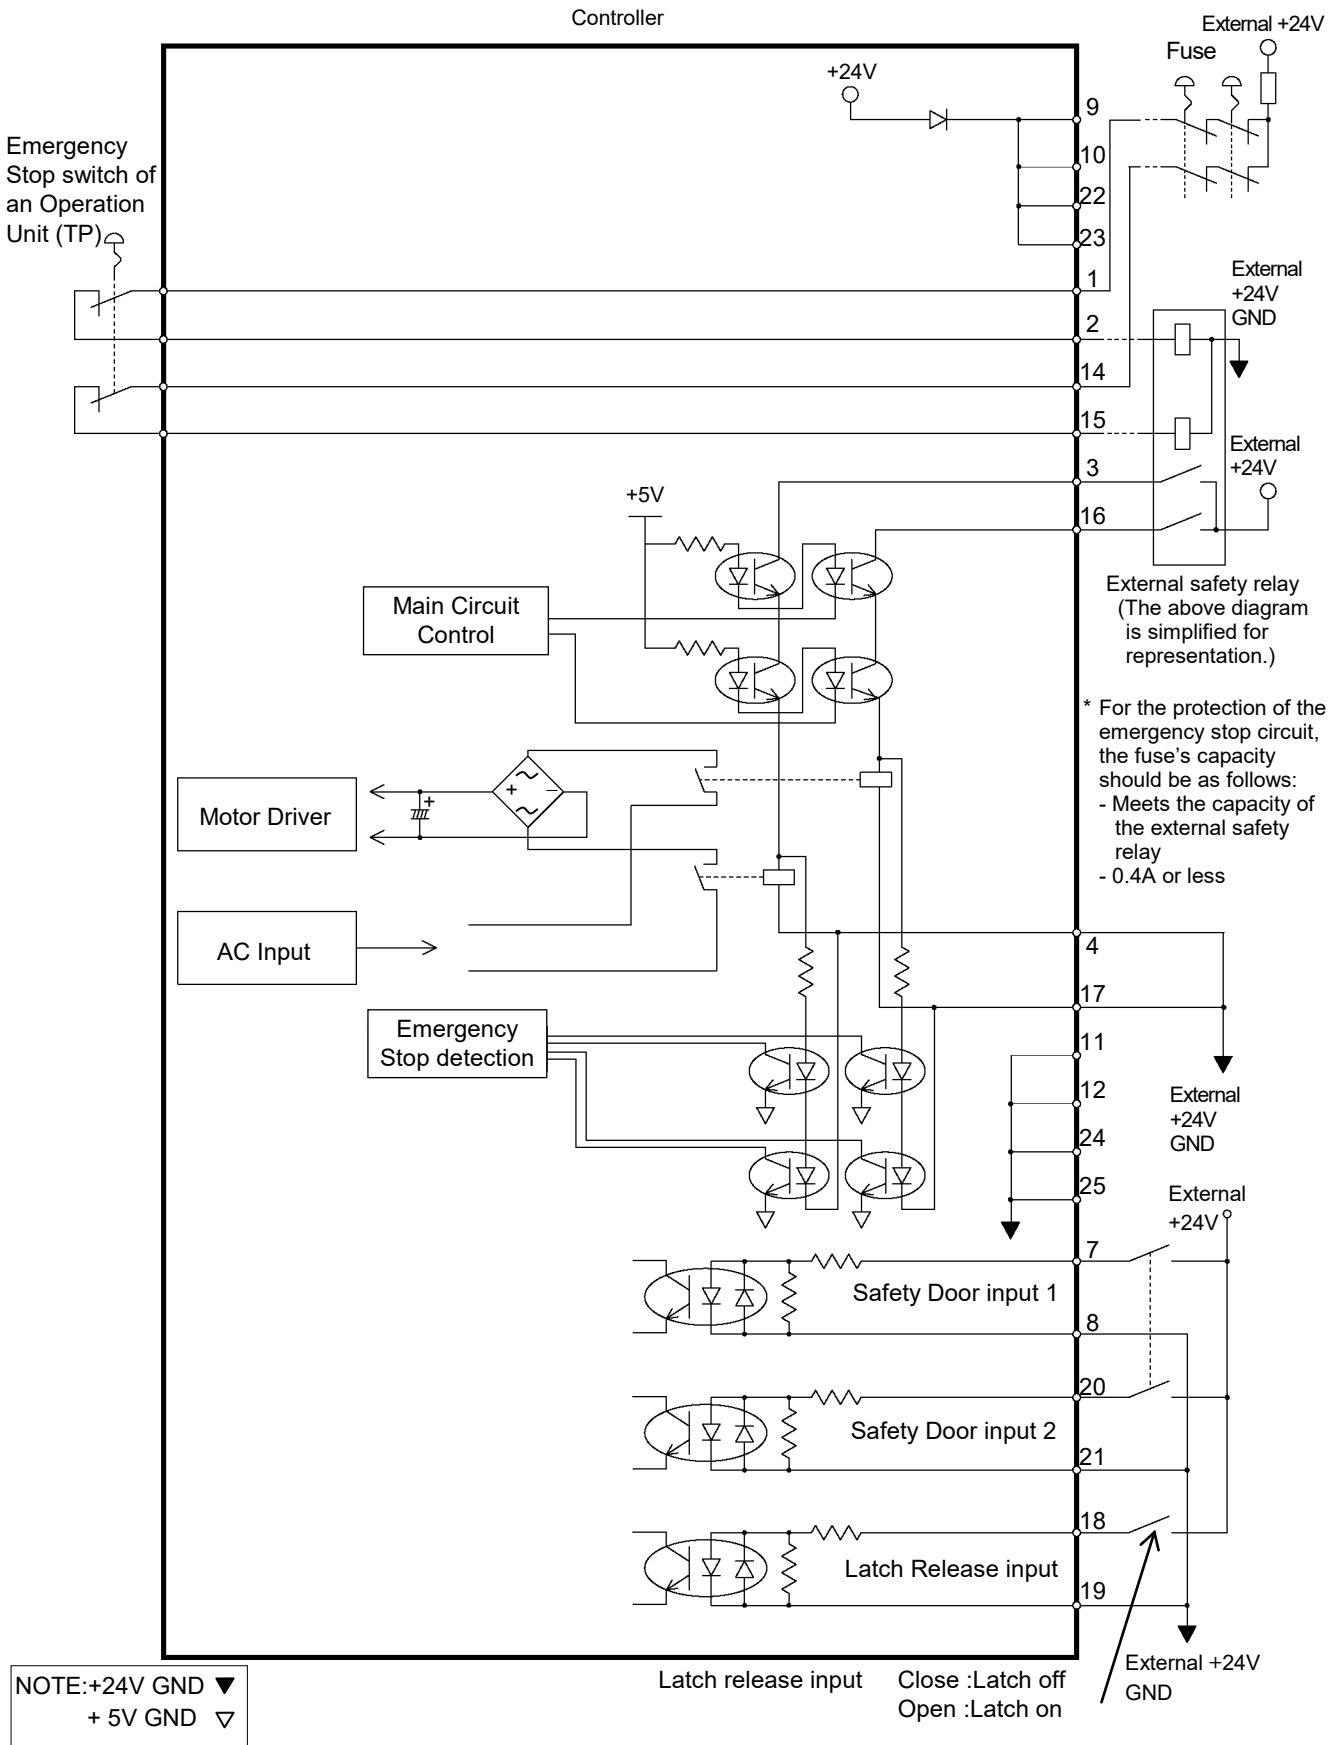 Controller
External +24V
Fuse
+24V
9
10
22
23
Emergency
Stop switch of
an Operation
Unit (TP)
1
External
+24V
GND
2
14
15
External
+24V
3
16
+5V
Main Circuit
Control
External safety relay
(The above diagram
is simplified for
representation.)
* For the protection of the
emergency stop circuit,
the fuse's capacity
should be as follows:
- Meets the capacity of
the external safety
relay
- 0.4A or less
Motor Driver
+
–
+
AC Input
4
17
Emergency
Stop detection
11
12
24
25
External
+24V
GND
External
+24V
7
Safety Door input 1
8
20
Safety Door input 2
21
18
Latch Release input
19
External +24V
GND
Latch release input Close :Latch off
Open :Latch on
NOTE:+24V GND ▼
+ 5V GND ▽